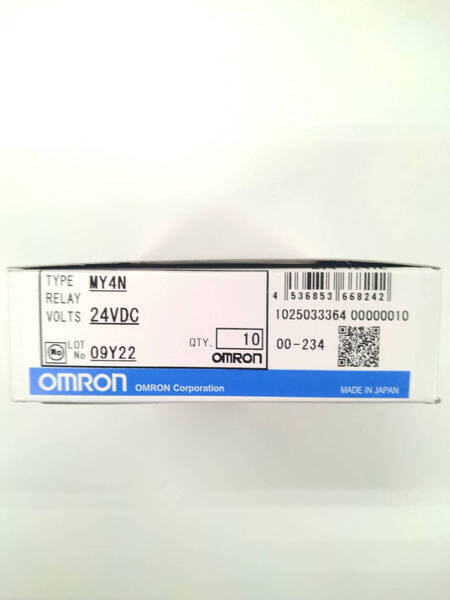 TYPE MY4N
RELAY
VOLTS 24VDC
LOT No 09Y22
QTY. 10
OMRON
4 536853 668242
1025033364 00000010
00-234
OMRON OMRON Corporation
MADE IN JAPAN